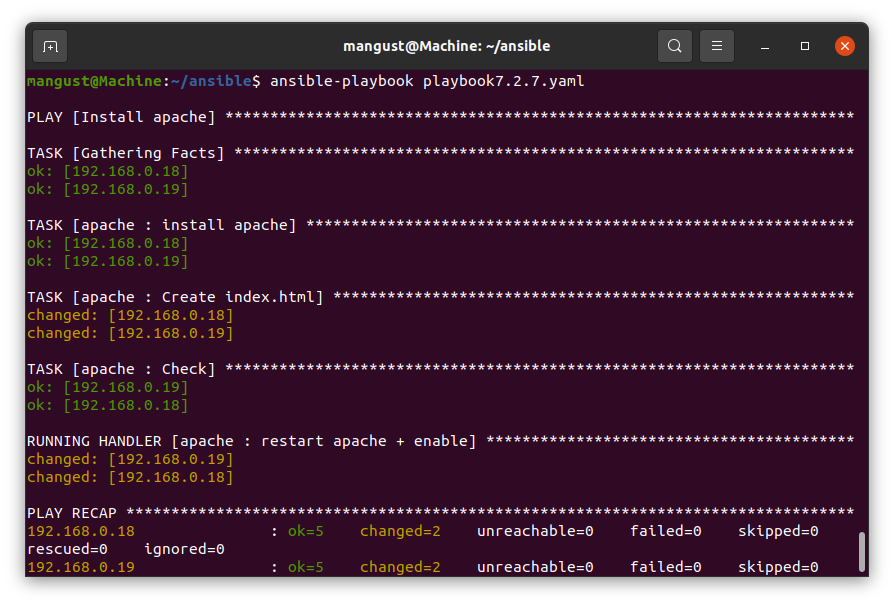 mangust@Machine: ~/ansible
mangust@Machine:~/ansible$ ansible-playbook playbook7.2.7.yaml
PLAY [Install apache] **********************************************************************
TASK [Gathering Facts] *********************************************************************
ok: [192.168.0.18]
ok: [192.168.0.19]
TASK [apache : install apache] *************************************************************
ok: [192.168.0.18]
ok: [192.168.0.19]
TASK [apache : Create index.html] **********************************************************
changed: [192.168.0.18]
changed: [192.168.0.19]
TASK [apache : Check] **********************************************************************
ok: [192.168.0.19]
ok: [192.168.0.18]
RUNNING HANDLER [apache : restart apache + enable] *****************************************
changed: [192.168.0.19]
changed: [192.168.0.18]
PLAY RECAP *********************************************************************************
192.168.0.18               : ok=5    changed=2    unreachable=0    failed=0    skipped=0
rescued=0    ignored=0
192.168.0.19               : ok=5    changed=2    unreachable=0    failed=0    skipped=0